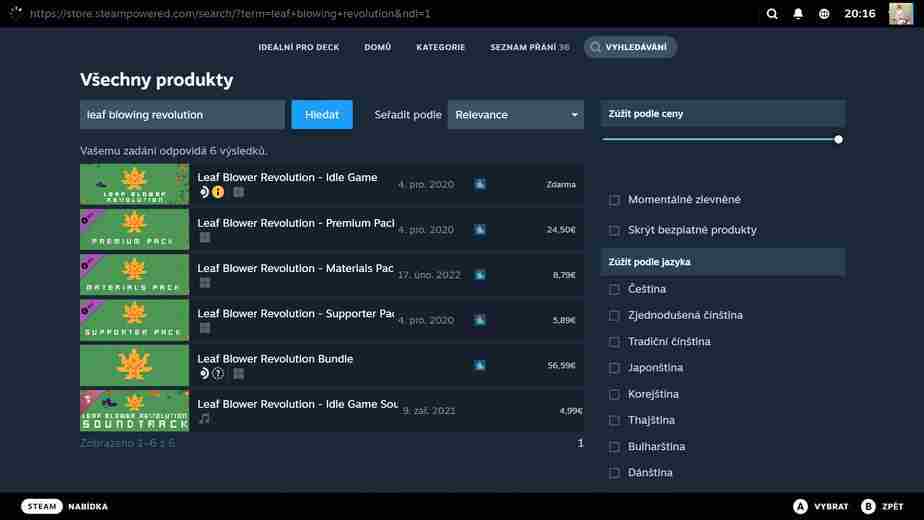 https://store.steampowered.com/search/?term=leaf+blowing+revolution&ndl=1
20:16
IDEÁLNÍ PRO DECK
DOMŮ
KATEGORIE
SEZNAM PŘÁNÍ 36
VYHLEDÁVÁNÍ
Všechny produkty
leaf blowing revolution
Hledat
Seřadit podle
Relevance
Vašemu zadání odpovídá 6 výsledků.
LEAF BLOWER REVOLUTION
Leaf Blower Revolution - Idle Game
4. pro. 2020
Zdarma
PREMIUM PACK
Leaf Blower Revolution - Premium Pack
4. pro. 2020
24,50€
MATERIALS PACK
Leaf Blower Revolution - Materials Pac
17. úno. 2022
8,79€
SUPPORTER PACK
Leaf Blower Revolution - Supporter Pac
4. pro. 2020
5,89€
Leaf Blower Revolution Bundle
56,59€
LEAF BLOWER REVOLUTION
SOUNDTRACK
Leaf Blower Revolution - Idle Game Sou
9. zář. 2021
4,99€
Zobrazeno 1–6 z 6
1
Zúžit podle ceny
Momentálně zlevněné
Skrýt bezplatné produkty
Zúžit podle jazyka
Čeština
Zjednodušená čínština
Tradiční čínština
Japonština
Korejština
Thajština
Bulharština
Dánština
STEAM NABÍDKA
A VYBRAT
B ZPĚT